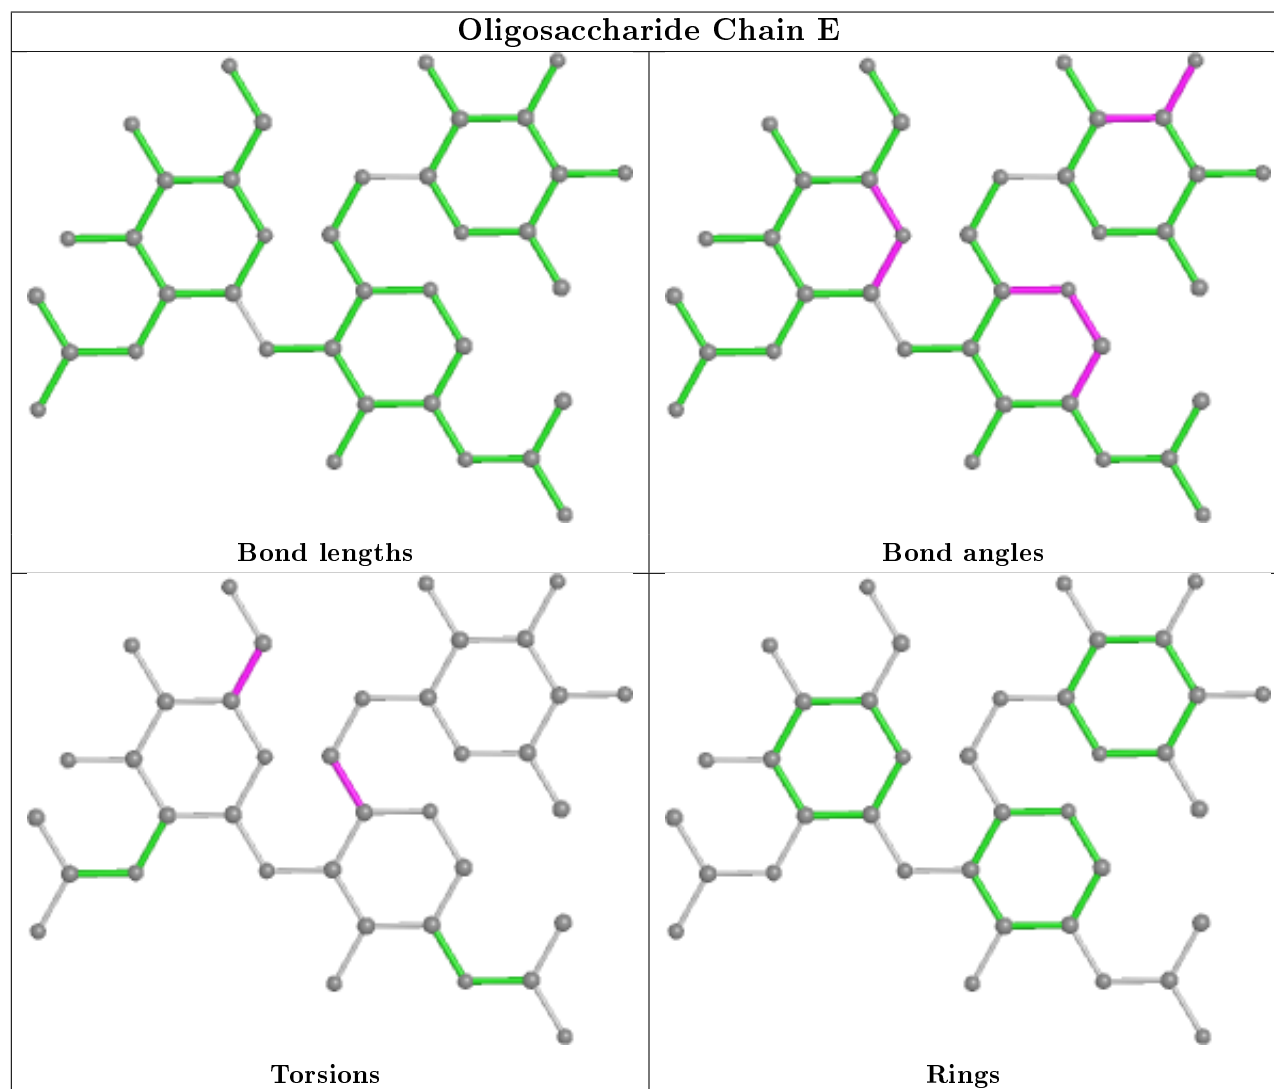 Oligosaccharide Chain E
Bond lengths
Bond angles
Torsions
Rings